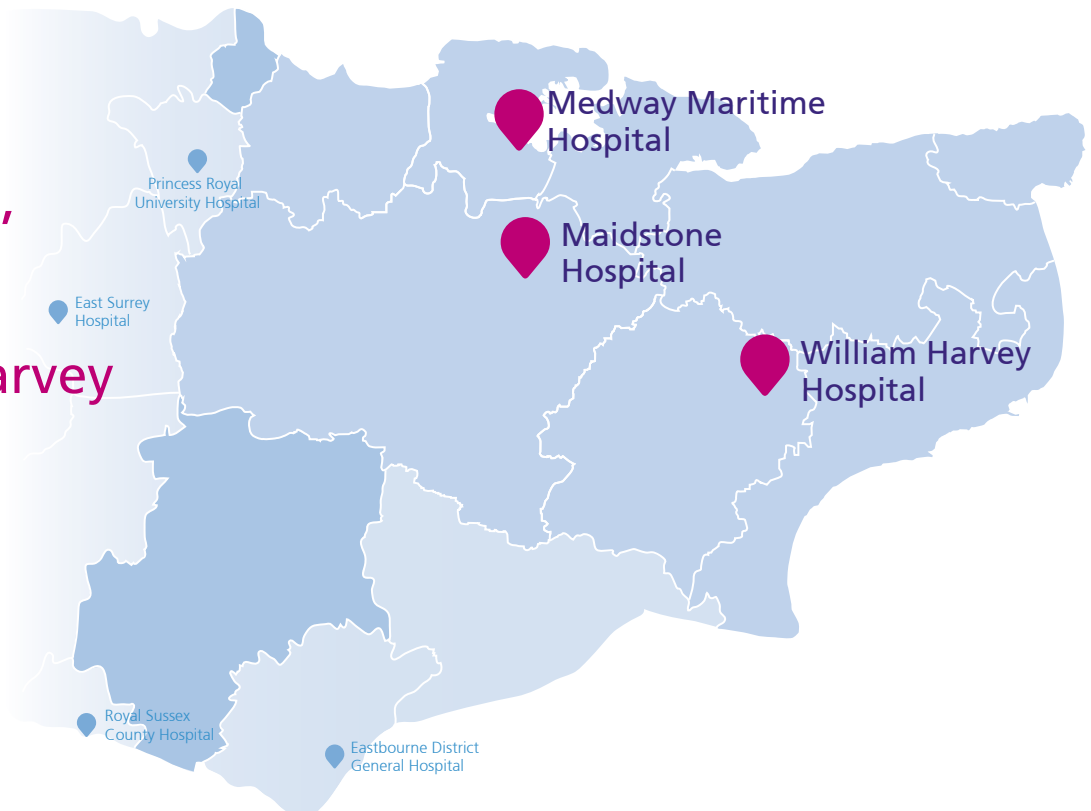 Medway Maritime
Hospital
Princess Royal
University Hospital
,
Maidstone
Hospital
East Surrey
Hospital
William Harvey
Hospital
arvey
Royal Sussex
County Hospital
Eastbourne District
General Hospital